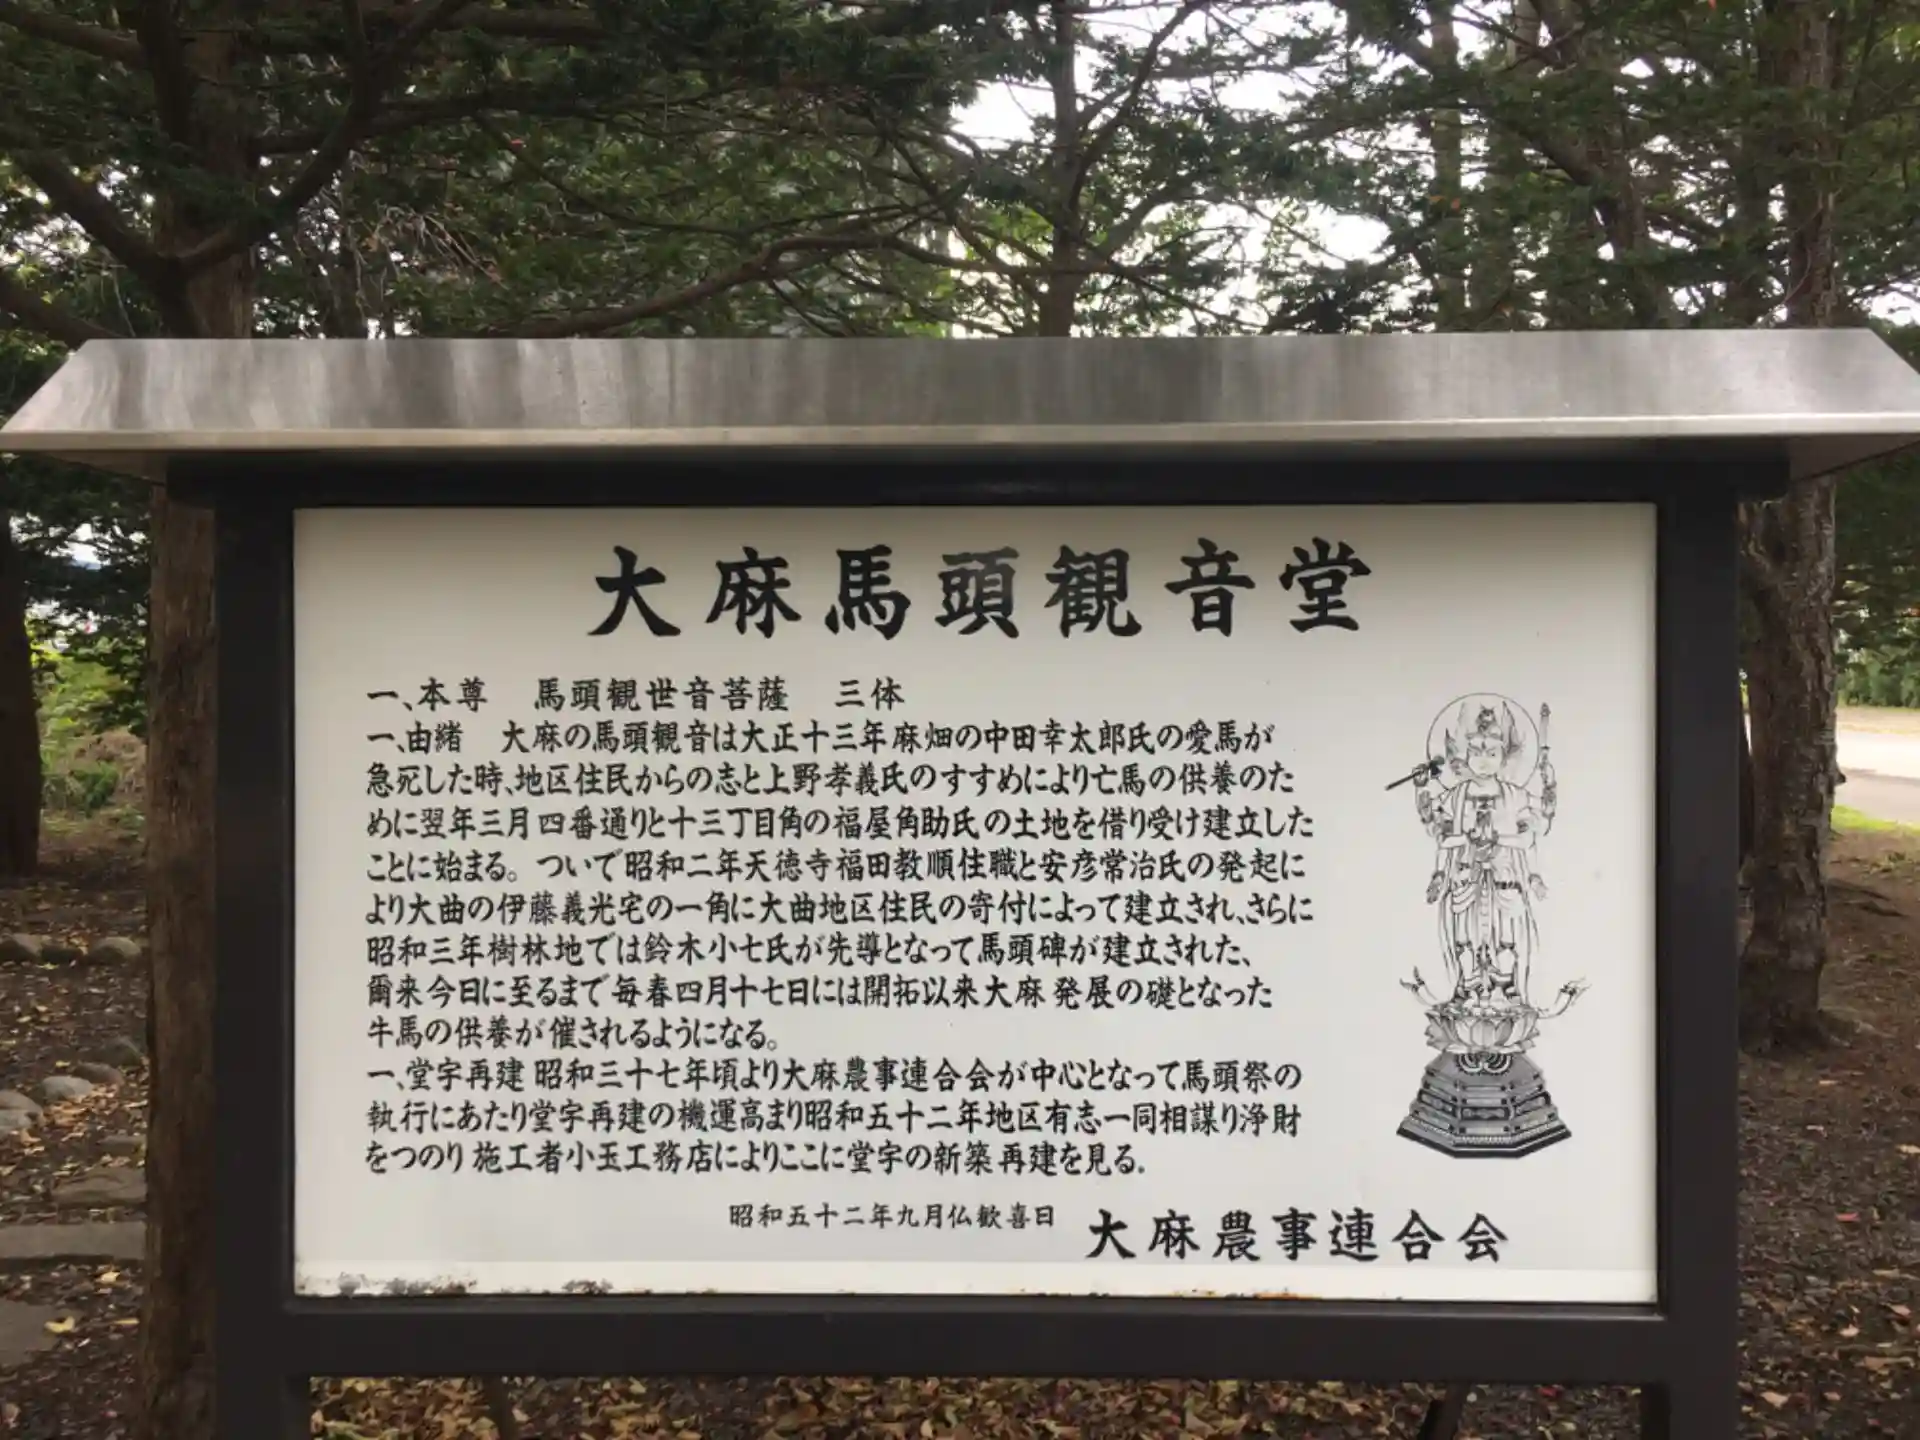 大麻馬頭観音堂
一、本尊　馬頭観世音菩薩　三体
一、由緒　大麻の馬頭観音は大正十三年麻畑の中田幸太郎氏の愛馬が
急死した時、地区住民からの志と上野孝義氏のすすめにより亡馬の供養のた
めに翌年三月四番通りと十三丁目角の福屋角助氏の土地を借り受け建立した
ことに始まる。ついで昭和二年天徳寺福田教順住職と安彦常治氏の発起に
より大曲の伊藤義光宅の一角に大曲地区住民の寄付によって建立され、さらに
昭和三年樹林地では鈴木小七氏が先導となって馬頭碑が建立された、
爾来今日に至るまで毎春四月十七日には開拓以来大麻発展の礎となった
牛馬の供養が催されるようになる。
一、堂宇再建 昭和三十七年頃より大麻農事連合会が中心となって馬頭祭の
執行にあたり堂宇再建の機運高まり昭和五十二年地区有志一同相謀り浄財
をつのり施工者小玉工務店によりここに堂宇の新築再建を見る.
昭和五十二年九月仏歓喜日
大麻農事連合会